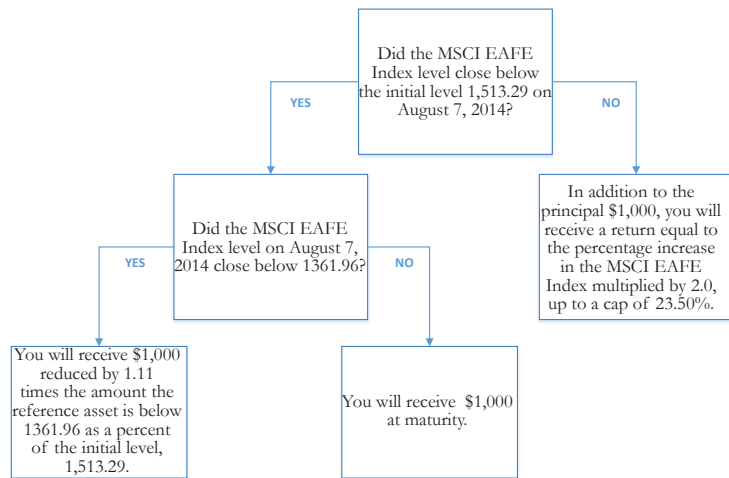 Did the MSCI EAFE
Index level close below
the initial level 1,513.29 on
August 7, 2014?
YES
NO
Did the MSCI EAFE
Index level on August 7,
2014 close below 1361.96?
In addition to the
principal $1,000, you will
receive a return equal to
the percentage increase
in the MSCI EAFE
Index multiplied by 2.0,
up to a cap of 23.50%.
YES
NO
You will receive $1,000
reduced by 1.11
times the amount the
reference asset is below
1361.96 as a percent
of the initial level,
1,513.29.
You will receive $1,000
at maturity.